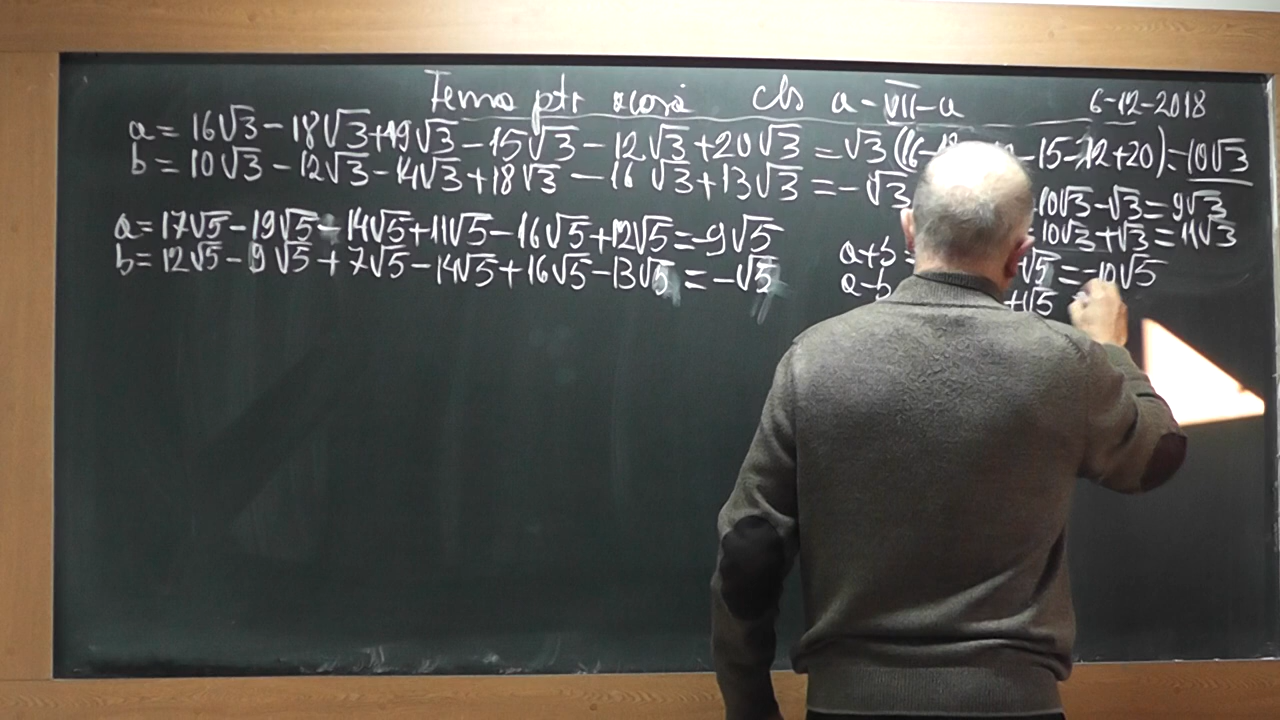 Tema ptr acasă cls a-VII-a 6-12-2018
a = 16√3 - 18√3 + 19√3 - 15√3 - 12√3 + 20√3 = √3(16-18 -15-12+20) = 10√3
b = 10√3 - 12√3 - 14√3 + 18√3 - 16√3 + 13√3 = -√3
10√3 - √3 = 9√3
10√3 + √3 = 11√3
a = 17√5 - 19√5 - 14√5 + 11√5 - 16√5 + 12√5 = -9√5
b = 12√5 - 9√5 + 7√5 - 14√5 + 16√5 - 13√5 = -√5
a+b = √5 = -10√5
a-b +√5